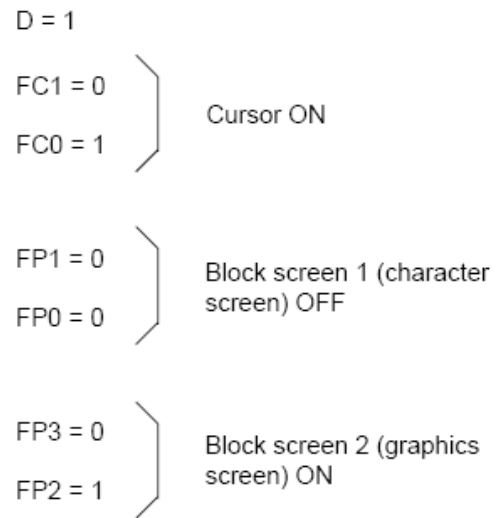 D = 1
FC1 = 0
FC0 = 1
Cursor ON
FP1 = 0
FP0 = 0
Block screen 1 (character
screen) OFF
FP3 = 0
FP2 = 1
Block screen 2 (graphics
screen) ON